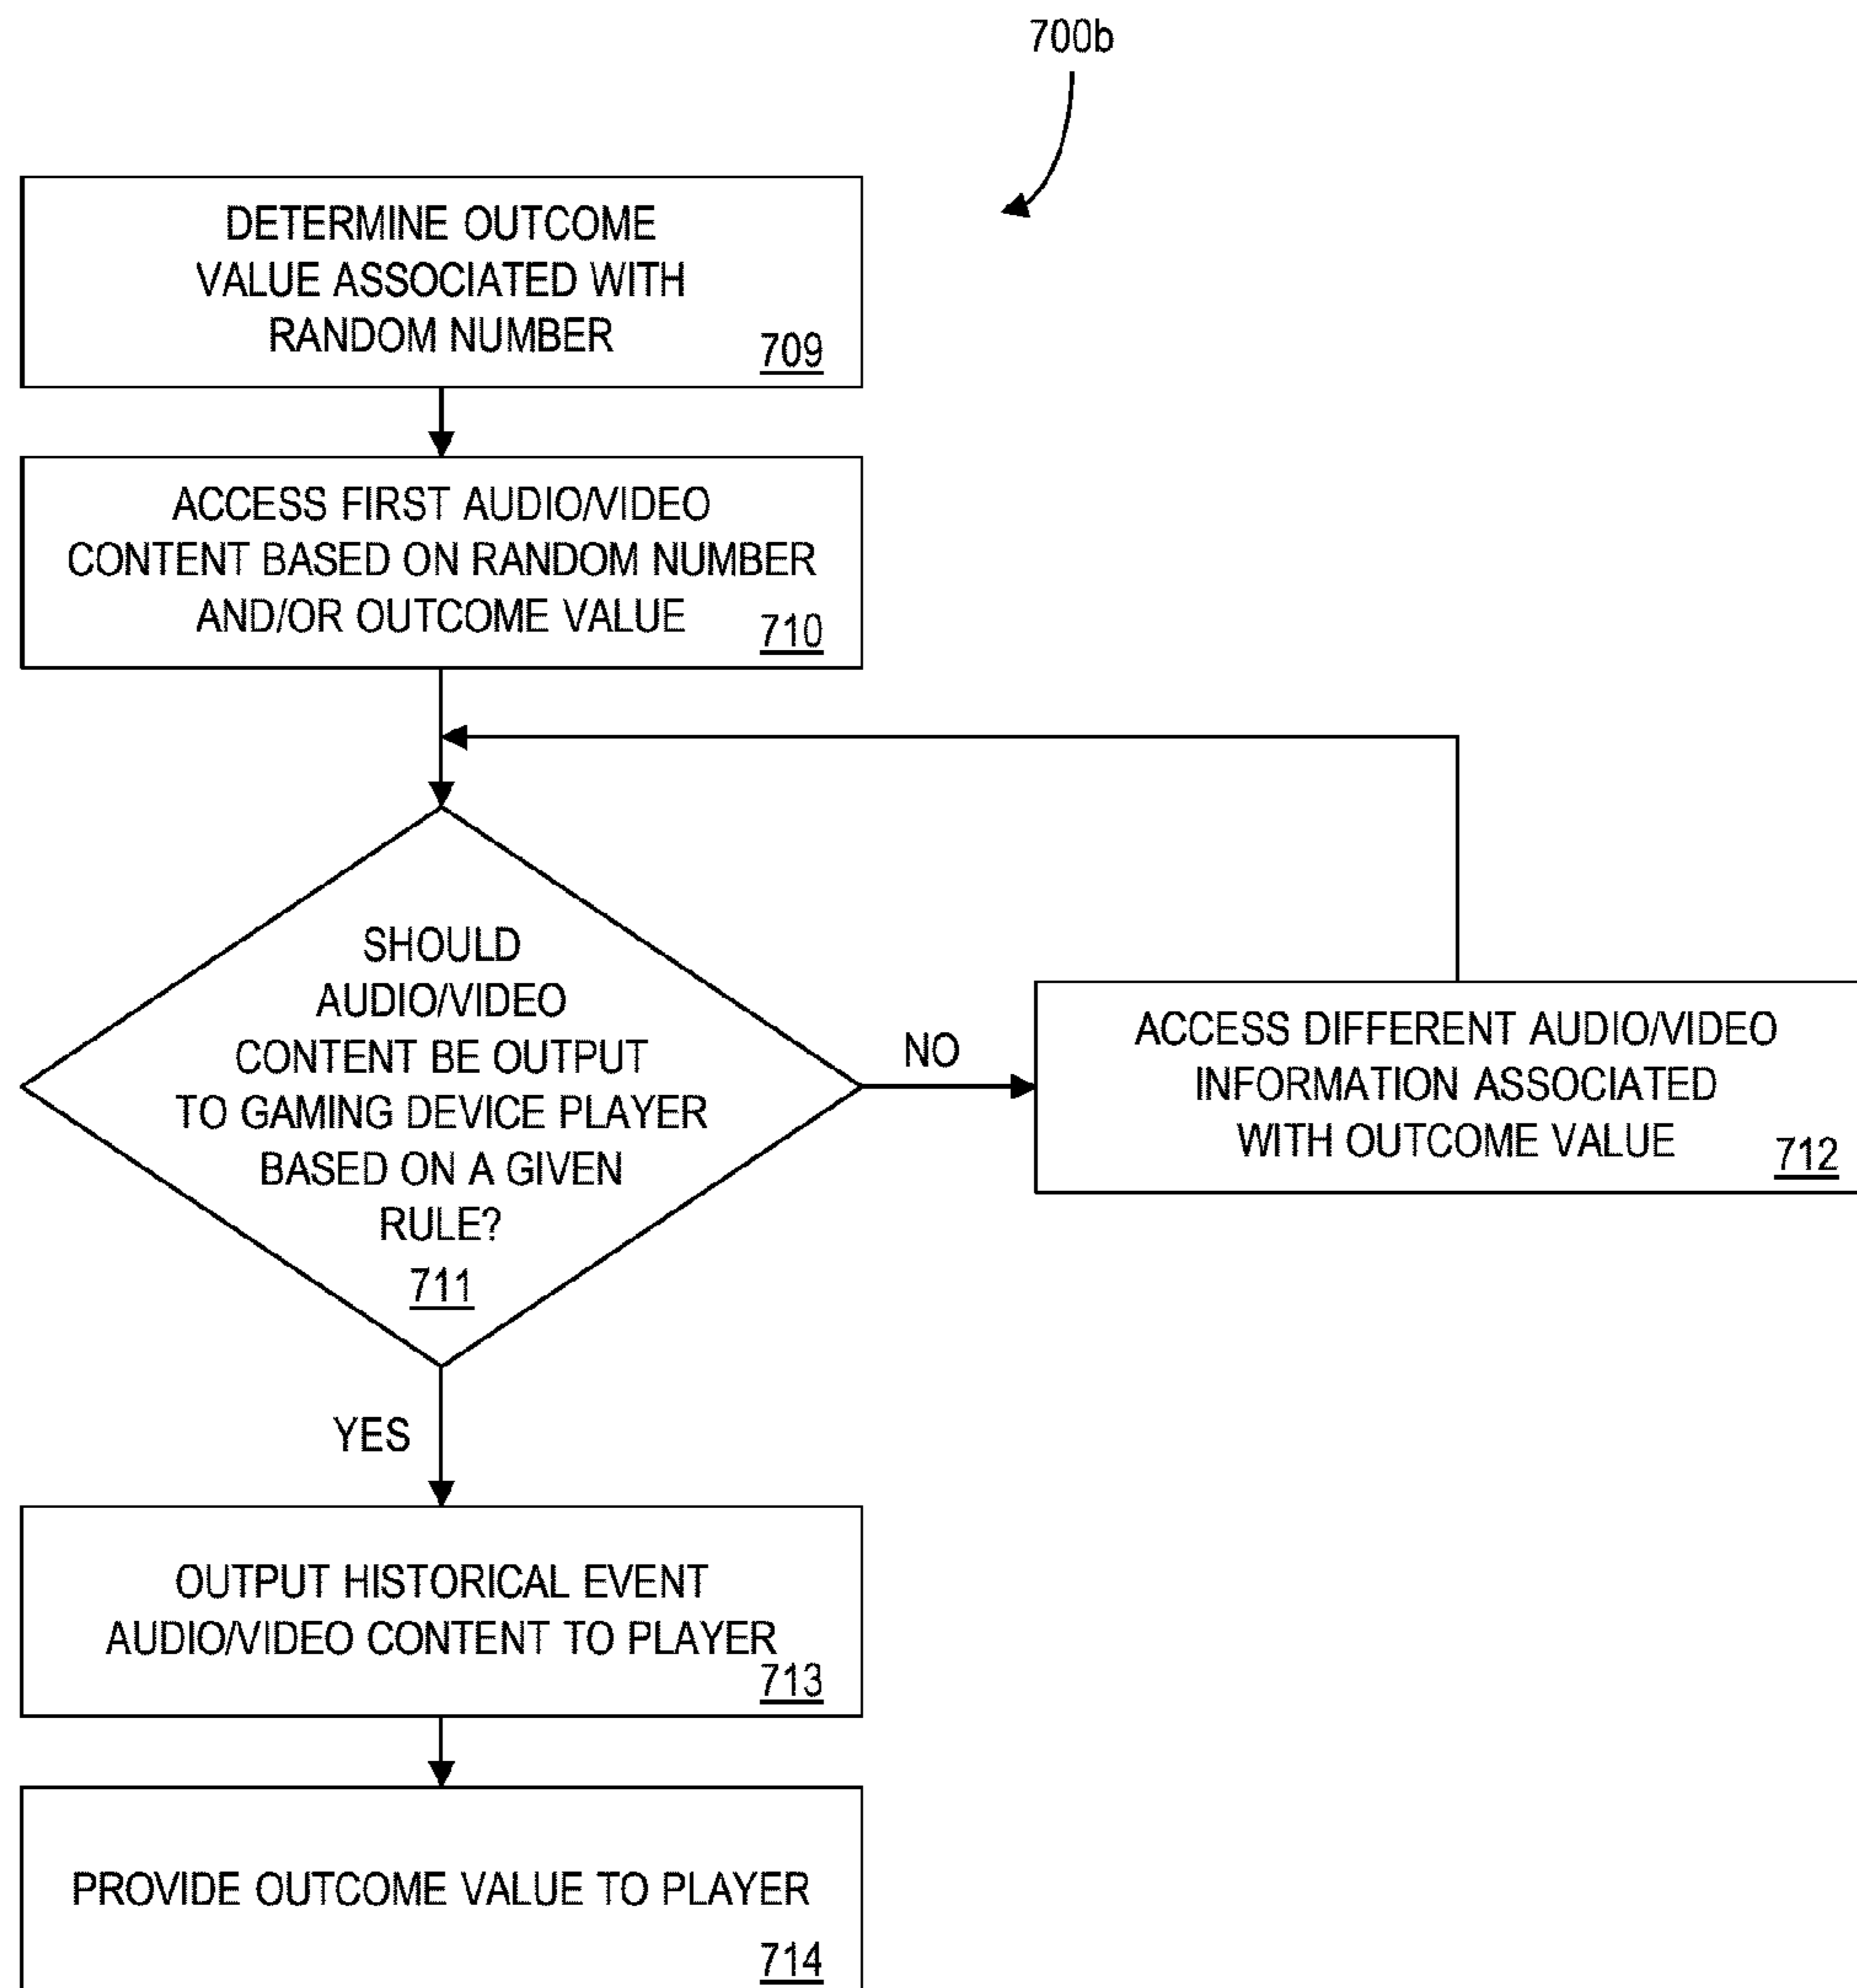 700b
DETERMINE OUTCOME
VALUE ASSOCIATED WITH
RANDOM NUMBER
709
ACCESS FIRST AUDIO/VIDEO
CONTENT BASED ON RANDOM NUMBER
AND/OR OUTCOME VALUE
710
SHOULD
AUDIO/VIDEO
CONTENT BE OUTPUT
TO GAMING DEVICE PLAYER
BASED ON A GIVEN
RULE?
711
NO
ACCESS DIFFERENT AUDIO/VIDEO
INFORMATION ASSOCIATED
WITH OUTCOME VALUE
712
YES
OUTPUT HISTORICAL EVENT
AUDIO/VIDEO CONTENT TO PLAYER
713
PROVIDE OUTCOME VALUE TO PLAYER
714